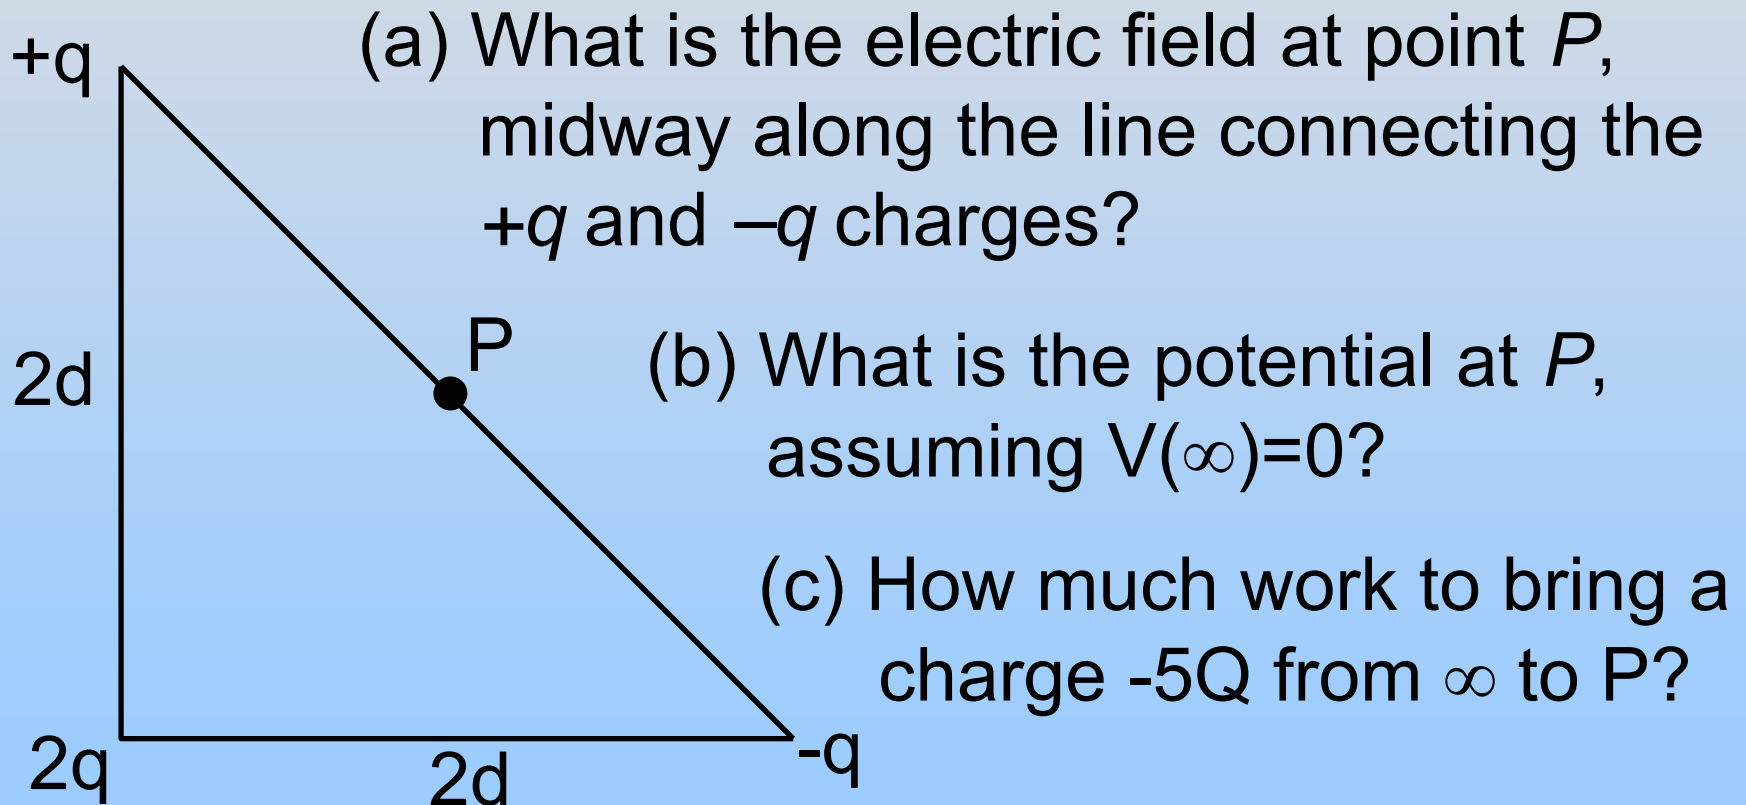 +q
(a) What is the electric field at point P,
midway along the line connecting the
+q and –q charges?
P
2d
(b) What is the potential at P,
assuming V(∞)=0?
(c) How much work to bring a
charge -5Q from ∞ to P?
2q
2d
-q